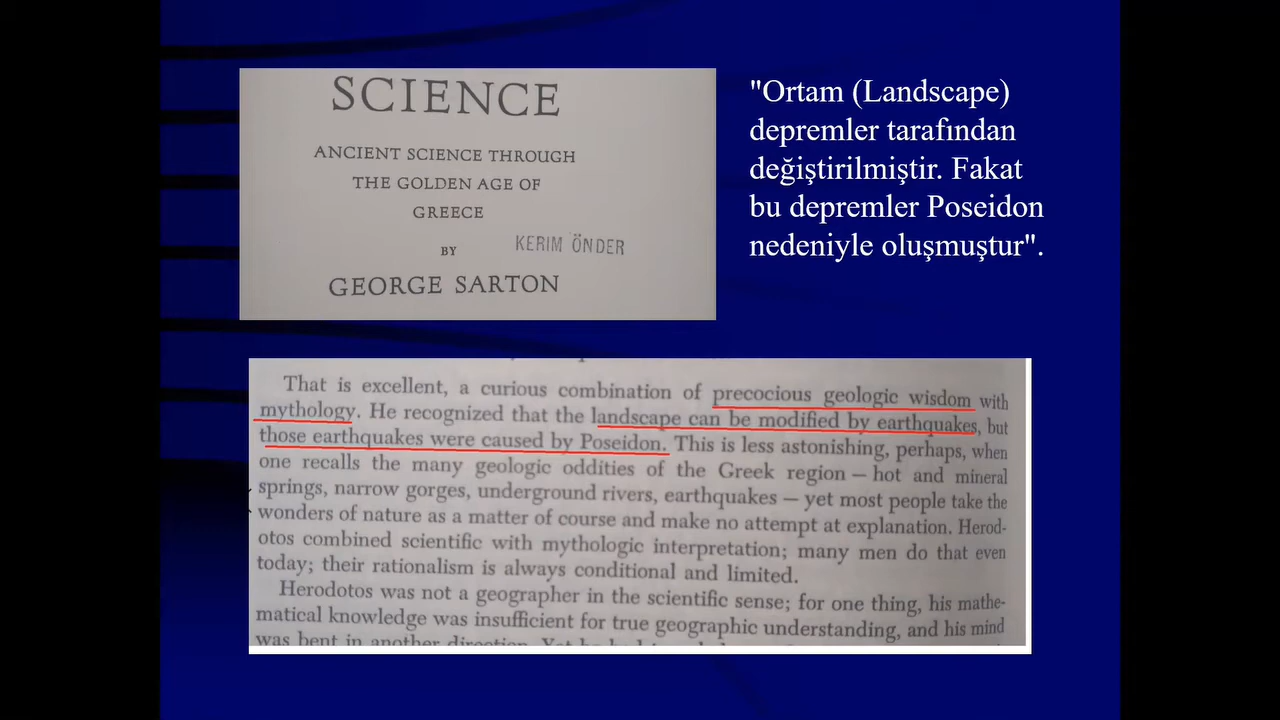 SCIENCE
ANCIENT SCIENCE THROUGH
THE GOLDEN AGE OF
GREECE
BY
KERIM ÖNDER
GEORGE SARTON
"Ortam (Landscape)
depremler tarafından
değiştirilmiştir. Fakat
bu depremler Poseidon
nedeniyle oluşmuştur".
That is excellent, a curious combination of precocious geologic wisdom with
mythology. He recognized that the landscape can be modified by earthquakes, but
those earthquakes were caused by Poseidon. This is less astonishing, perhaps, when
one recalls the many geologic oddities of the Greek region — hot and mineral
springs, narrow gorges, underground rivers, earthquakes — yet most people take the
wonders of nature as a matter of course and make no attempt at explanation. Herod-
otos combined scientific with mythologic interpretation; many men do that even
today; their rationalism is always conditional and limited.
Herodotos was not a geographer in the scientific sense; for one thing, his mathe-
matical knowledge was insufficient for true geographic understanding, and his mind
was bent in another direction. Yet he